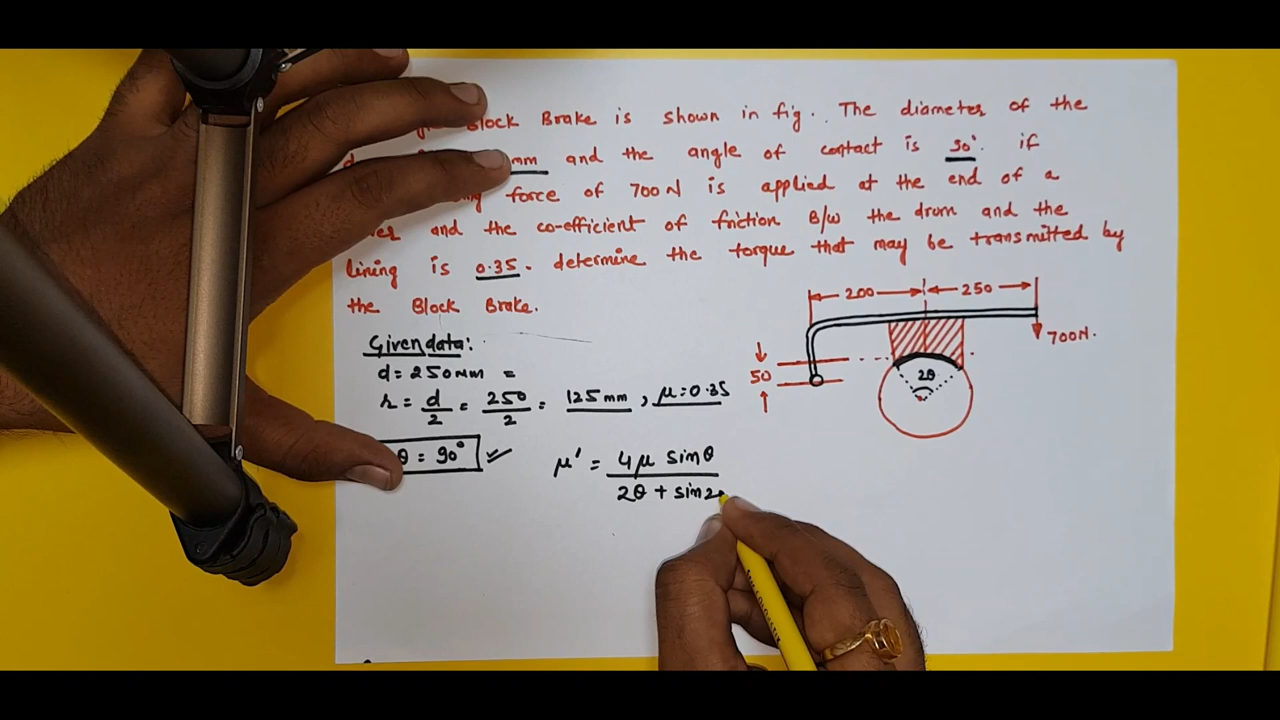 Block Brake is shown in fig.. The diameter of the
mm and the angle of contact is 90°. if
force of 700 N is applied at the end of a
and the co-efficient of friction B/w the drum and the
lining is 0.35. determine the torque that may be transmitted by
the Block Brake.
200
250
700N.
50
2θ
Given data:
d = 250mm =
r = d/2 = 250/2 = 125 mm, μ = 0.35
θ = 90°
μ' = 4μ sinθ / 2θ + sin2